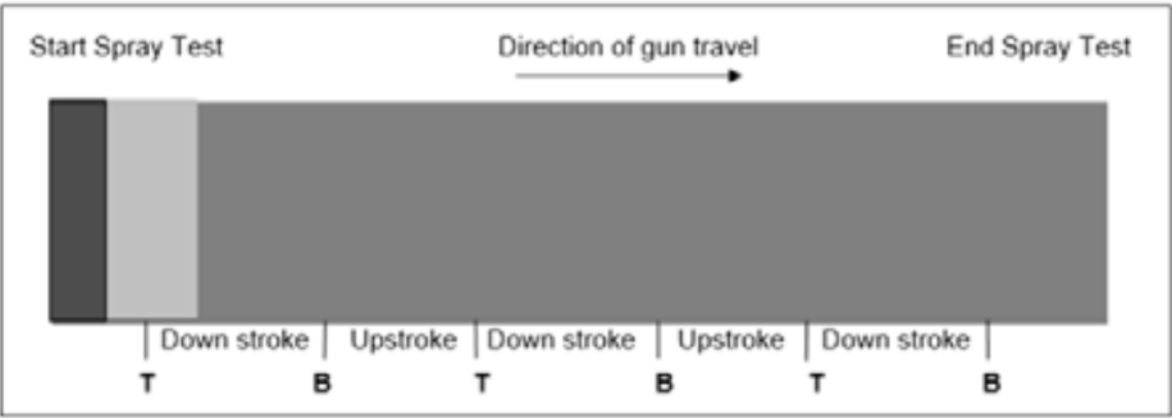 Start Spray Test
Direction of gun travel
End Spray Test
Down stroke
Upstroke
Down stroke
Upstroke
Down stroke
T
B
T
B
T
B